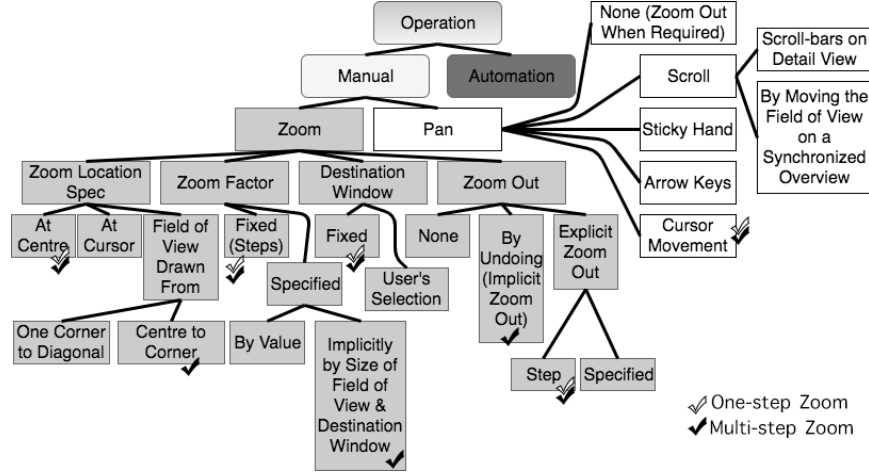 Operation
Manual
Automation
Zoom
Pan
None (Zoom Out
When Required)
Scroll
Scroll-bars on
Detail View
By Moving the
Field of View
on a
Synchronized
Overview
Sticky Hand
Arrow Keys
Cursor
Movement
Zoom Location
Spec
Zoom Factor
Destination
Window
Zoom Out
At
Centre
At
Cursor
Field of
View
Drawn
From
Fixed
(Steps)
Specified
Fixed
User's
Selection
None
By
Undoing
(Implicit
Zoom
Out)
Explicit
Zoom
Out
One Corner
to Diagonal
Centre to
Corner
By Value
Implicitly
by Size of
Field of
View &
Destination
Window
Step
Specified
One-step Zoom
Multi-step Zoom